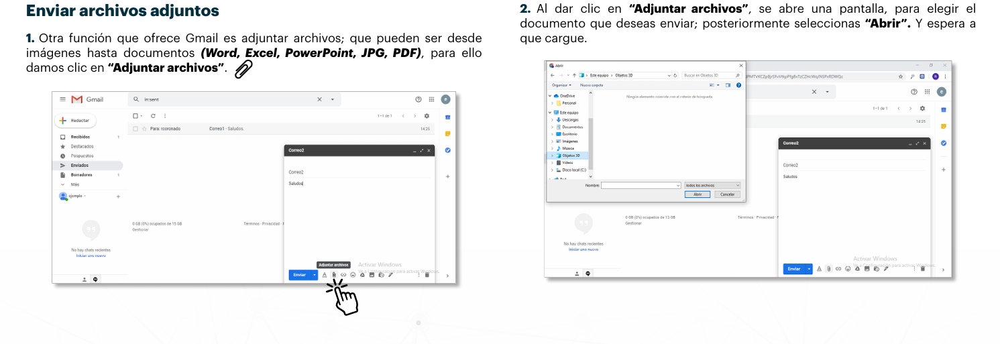 Enviar archivos adjuntos
1. Otra función que ofrece Gmail es adjuntar archivos; que pueden ser desde
imágenes hasta documentos (Word, Excel, PowerPoint, JPG, PDF), para ello
damos clic en “Adjuntar archivos”.
Gmail
in:sent
Redactar
1–1 de 1
Para: rcoronado
Correo1 - Saludos.
14:25
Recibidos 1
Destacados
Pospuestos
Enviados
Borradores 1
Más
ejemplo
Correo2
Correo2
Saludos
0 GB (0%) ocupados de 15 GB
Gestionar
Términos · Privacidad ·
No hay chats recientes
Iniciar uno nuevo
Adjuntar archivos
Activar Windows
Ve a Configuración para activar Windows.
Enviar
2. Al dar clic en “Adjuntar archivos”, se abre una pantalla, para elegir el
documento que deseas enviar; posteriormente seleccionas “Abrir”. Y espera a
que cargue.
Abrir
Este equipo > Objetos 3D
Buscar en Objetos 3D
Organizar
Nueva carpeta
Ningún elemento coincide con el criterio de búsqueda.
OneDrive
Personal
Este equipo
Descargas
Documentos
Escritorio
Imágenes
Música
Objetos 3D
Vídeos
Disco local (C:)
Nombre:
Todos los archivos
Abrir
Cancelar
1–1 de 1
14:25
Correo2
Correo2
Saludos
0 GB (0%) ocupados de 15 GB
Gestionar
Términos · Privacidad ·
No hay chats recientes
Iniciar uno nuevo
Activar Windows
Ve a Configuración para activar Windows.
Enviar